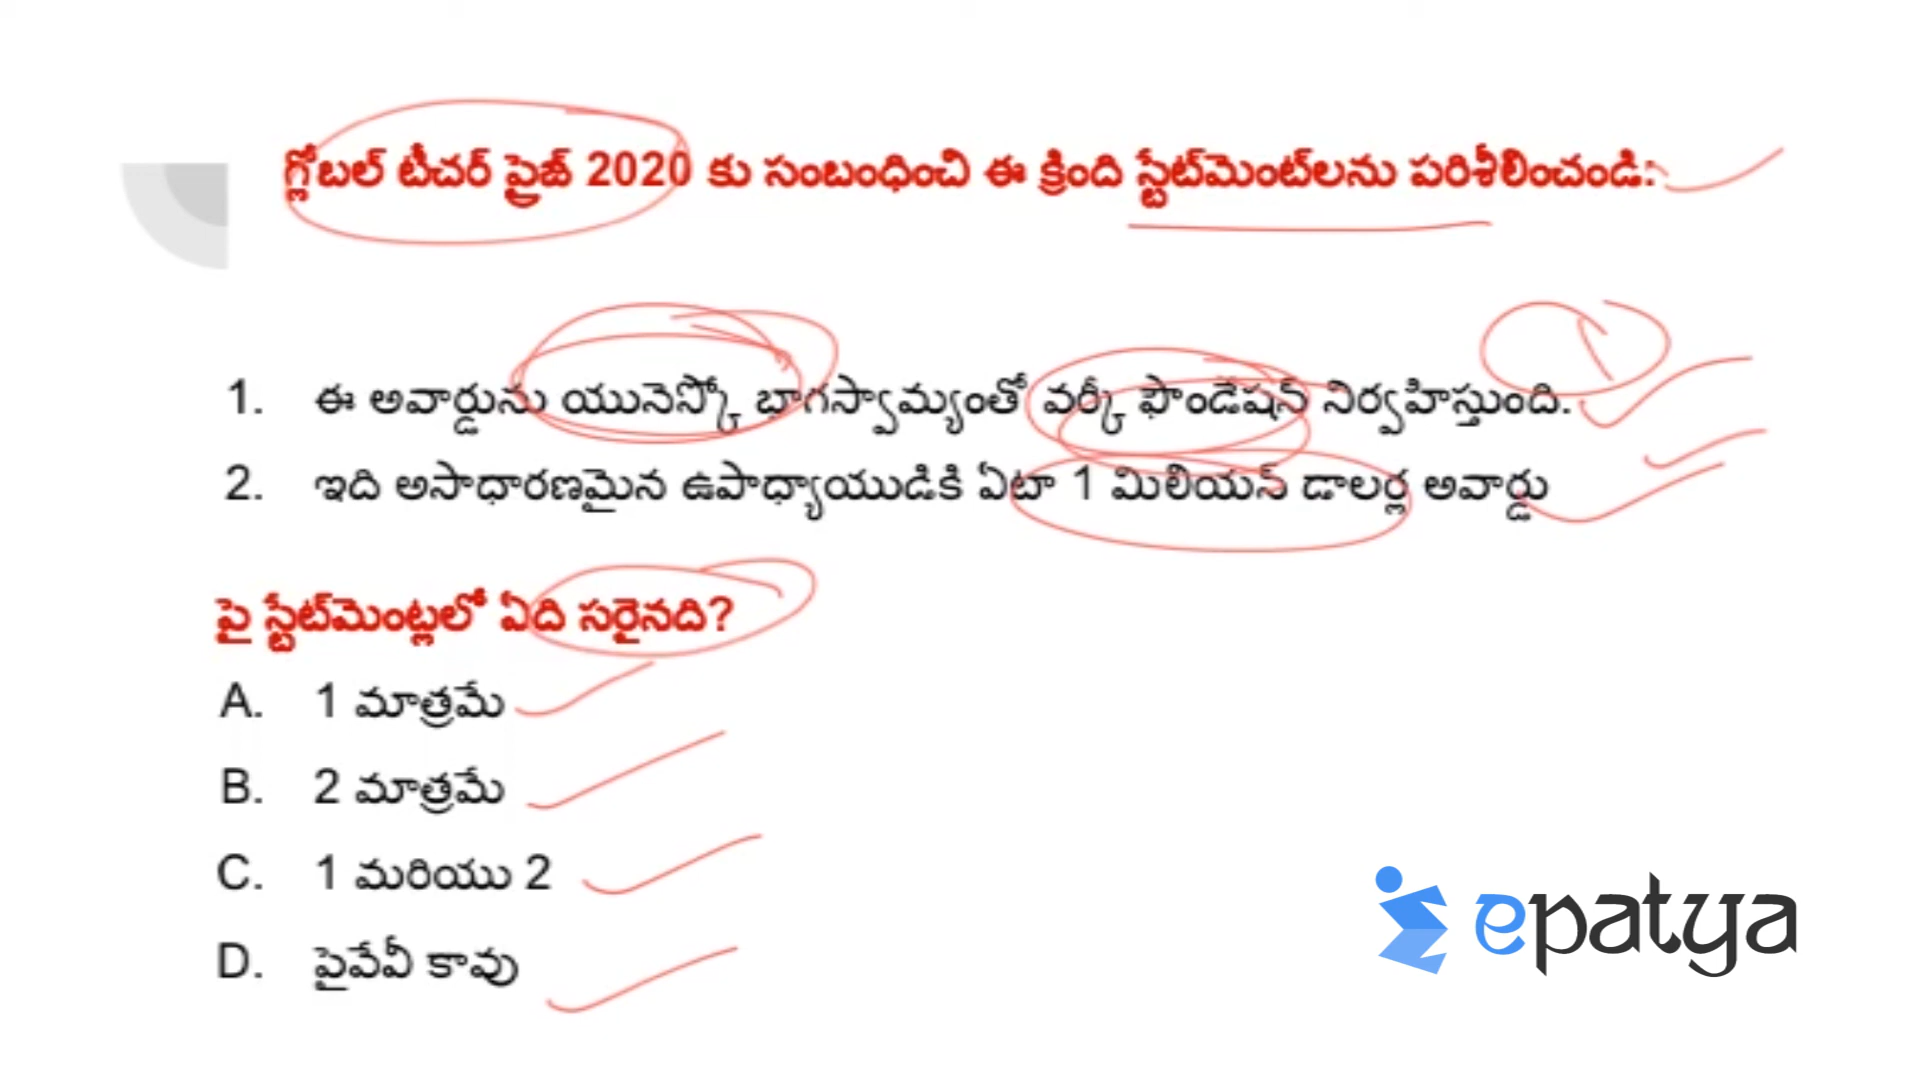 గ్లోబల్ టీచర్ ప్రైజ్ 2020 కు సంబంధించి ఈ క్రింది స్టేట్‌మెంట్‌లను పరిశీలించండి:
1. ఈ అవార్డును యునెస్కో భాగస్వామ్యంతో వర్కీ ఫౌండేషన్ నిర్వహిస్తుంది.
2. ఇది అసాధారణమైన ఉపాధ్యాయుడికి ఏటా 1 మిలియన్ డాలర్ల అవార్డు
పై స్టేట్‌మెంట్లలో ఏది సరైనది?
A. 1 మాత్రమే
B. 2 మాత్రమే
C. 1 మరియు 2
D. పైవేవీ కావు
epatya